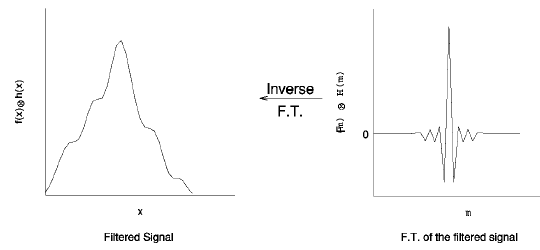 f(x)⊗h(x)
x
Filtered Signal
Inverse
F.T.
⊗ H(m)
0
m
F.T. of the filtered signal